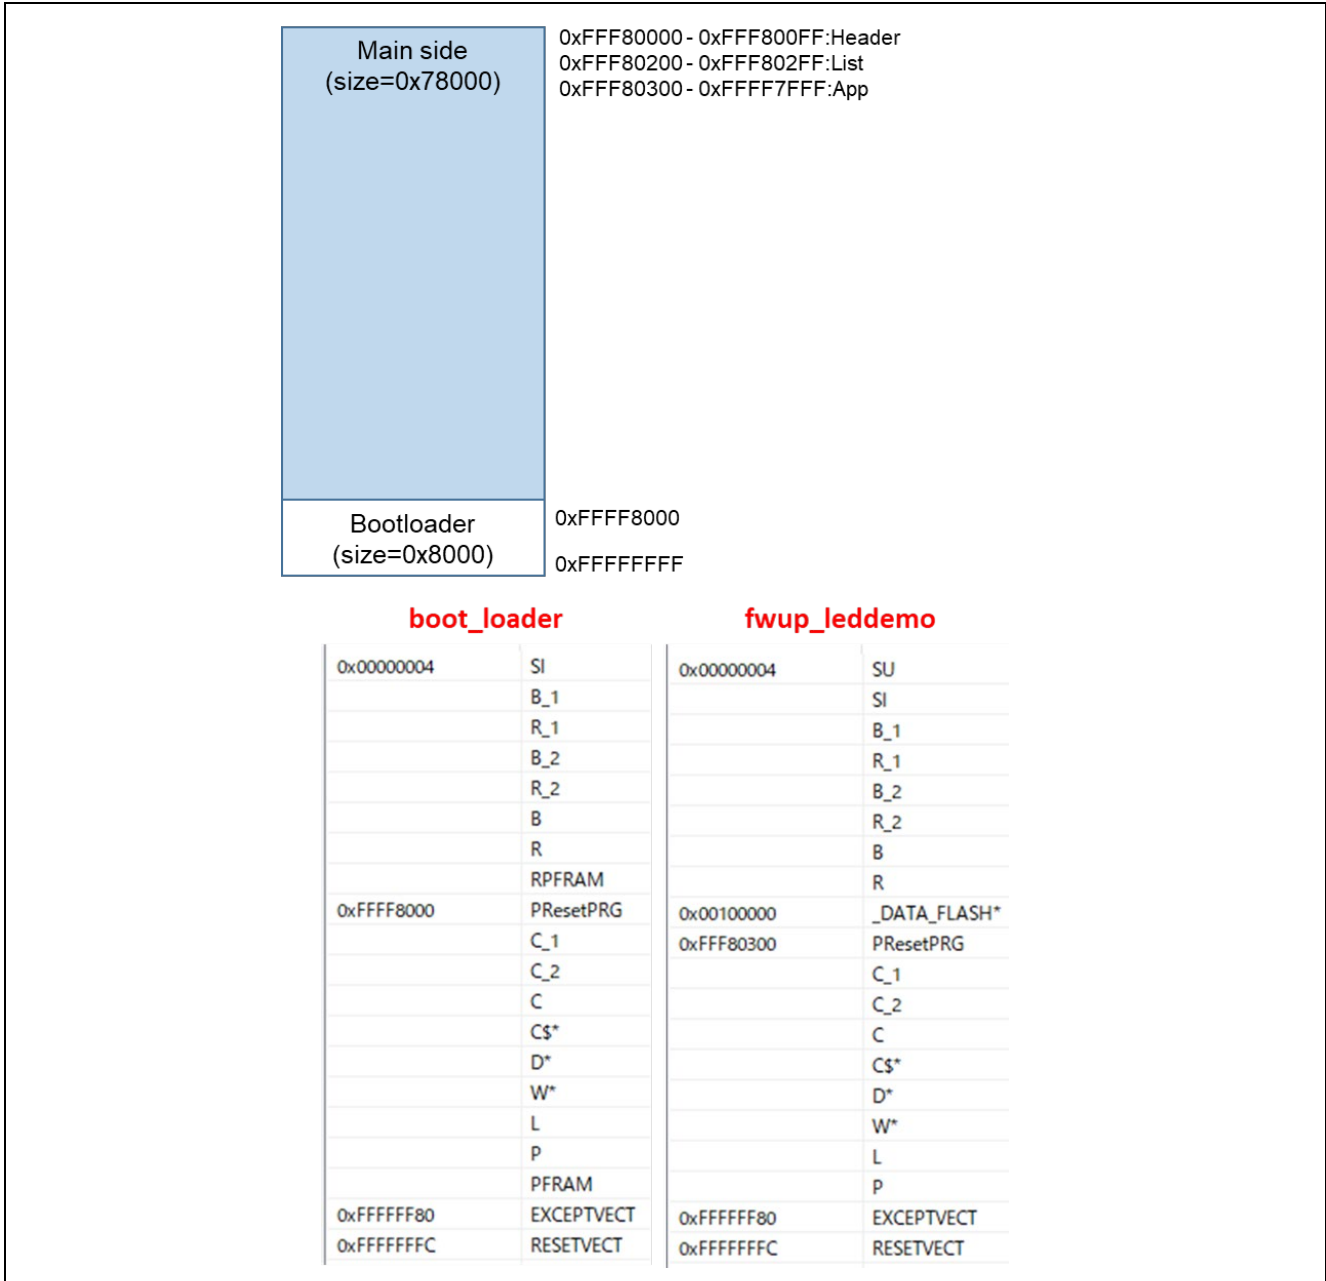 Main side
(size=0x78000)
0xFFF80000 - 0xFFF800FF:Header
0xFFF80200 - 0xFFF802FF:List
0xFFF80300 - 0xFFFF7FFF:App
Bootloader
(size=0x8000)
0xFFFF8000
0xFFFFFFFF
boot_loader
0x00000004 SI
B_1
R_1
B_2
R_2
B
R
RPFRAM
0xFFFF8000 PResetPRG
C_1
C_2
C
C$*
D*
W*
L
P
PFRAM
0xFFFFFF80 EXCEPTVECT
0xFFFFFFFC RESETVECT
fwup_leddemo
0x00000004 SU
SI
B_1
R_1
B_2
R_2
B
R
0x00100000 _DATA_FLASH*
0xFFF80300 PResetPRG
C_1
C_2
C
C$*
D*
W*
L
P
0xFFFFFF80 EXCEPTVECT
0xFFFFFFFC RESETVECT